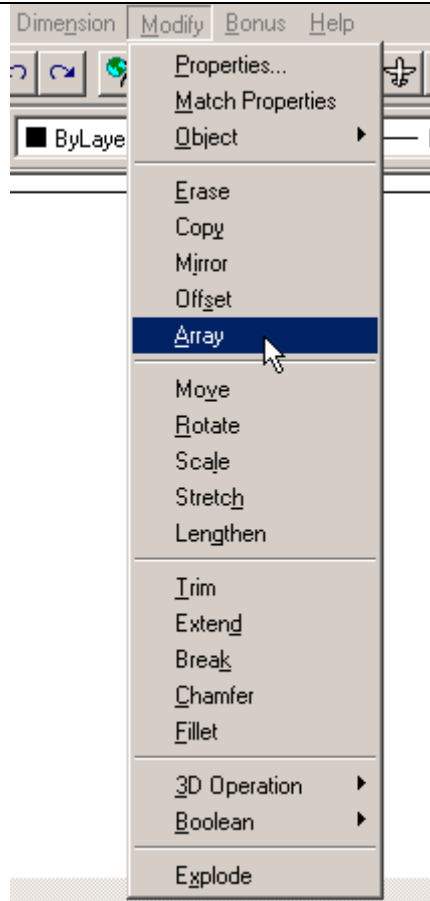 Dimension Modify Bonus Help
Properties...
Match Properties
ByLaye
Object
Erase
Copy
Mirror
Offset
Array
Move
Rotate
Scale
Stretch
Lengthen
Trim
Extend
Break
Chamfer
Fillet
3D Operation
Boolean
Explode